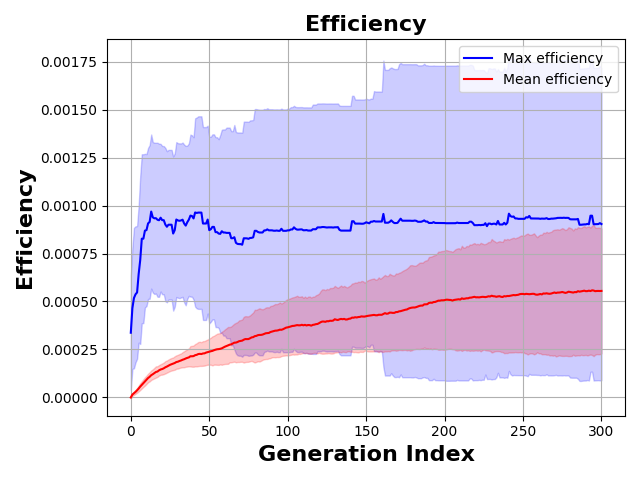 Efficiency
Max efficiency
Mean efficiency
Efficiency
0.00175
0.00150
0.00125
0.00100
0.00075
0.00050
0.00025
0.00000
0 50 100 150 200 250 300
Generation Index